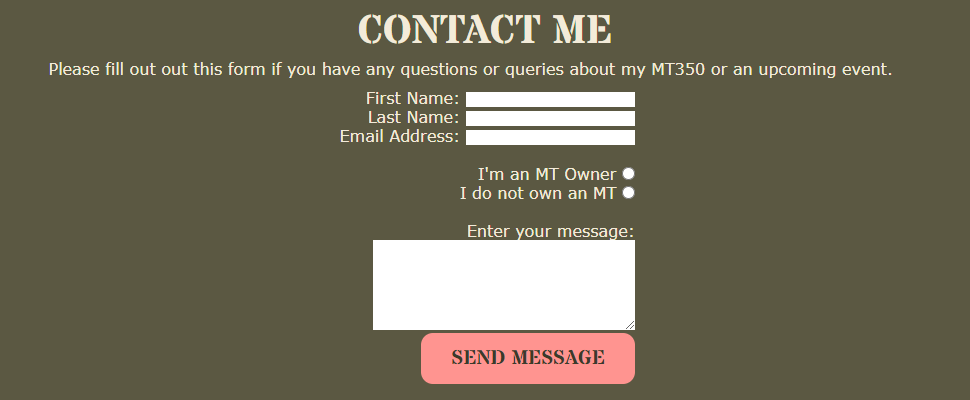 CONTACT ME
Please fill out out this form if you have any questions or queries about my MT350 or an upcoming event.
First Name:
Last Name:
Email Address:
I'm an MT Owner
I do not own an MT
Enter your message:
SEND MESSAGE